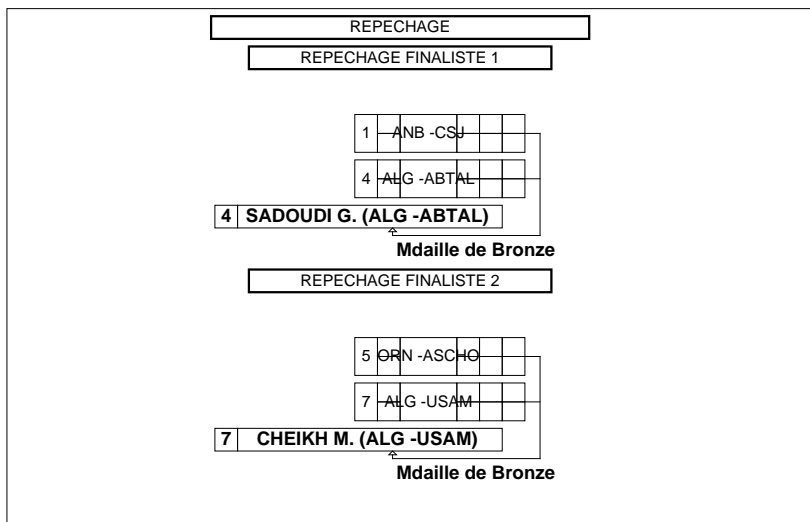 REPECHAGE
REPECHAGE FINALISTE 1
1 ANB -CSJ
4 ALG -ABTAL
4 SADOUDI G. (ALG -ABTAL)
Mdaille de Bronze
REPECHAGE FINALISTE 2
5 ORN -ASCHO
7 ALG -USAM
7 CHEIKH M. (ALG -USAM)
Mdaille de Bronze